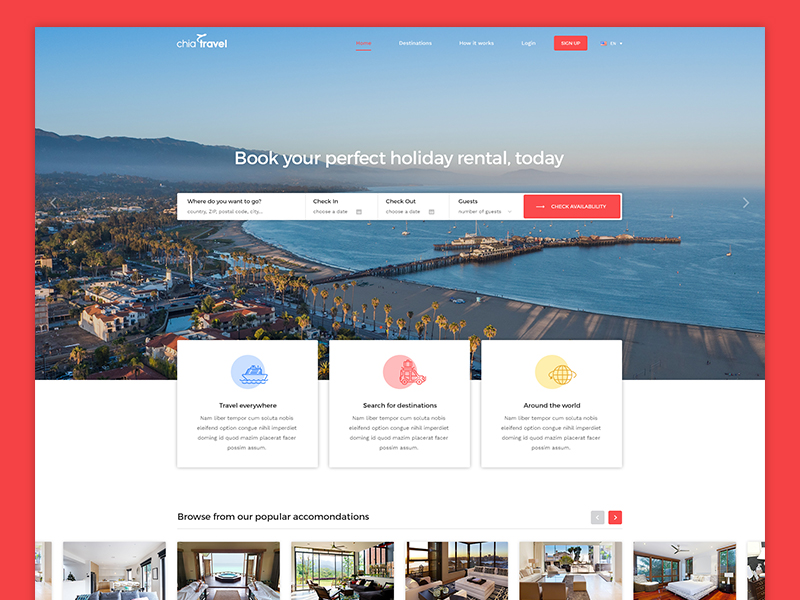 chia travel
Home Destinations How it works Login SIGN UP EN
Book your perfect holiday rental, today
Where do you want to go? Check In Check Out Guests
country, ZIP, postal code, city... choose a date choose a date number of guests
CHECK AVAILABLILITY
Travel everywhere
Nam liber tempor cum soluta nobis
eleifend option congue nihil imperdiet
doming id quod mazim placerat facer
possim assum.
Search for destinations
Nam liber tempor cum soluta nobis
eleifend option congue nihil imperdiet
doming id quod mazim placerat facer
possim assum.
Around the world
Nam liber tempor cum soluta nobis
eleifend option congue nihil imperdiet
doming id quod mazim placerat facer
possim assum.
Browse from our popular accomondations